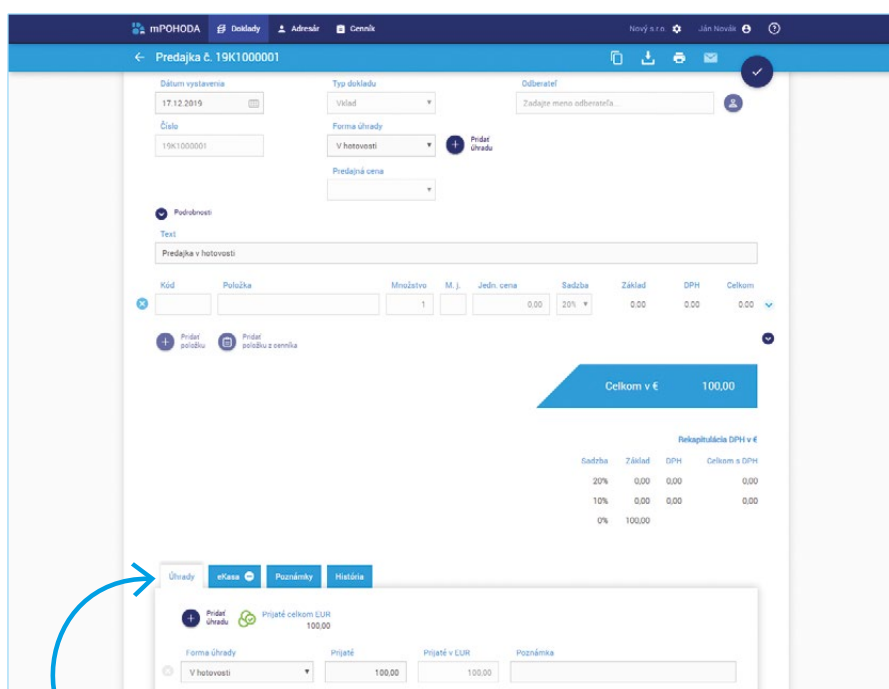 mPOHODA Doklady Adresár Cenník Nový s.r.o. Ján Novák
Predajka č. 19K1000001
Dátum vystavenia Typ dokladu Odberateľ
17.12.2019 Vklad Zadajte meno odberateľa...
Číslo Forma úhrady
19K1000001 V hotovosti Pridať úhradu
Predajná cena
Podrobnosti
Text
Predajka v hotovosti
Kód Položka Množstvo M. j. Jedn. cena Sadzba Základ DPH Celkom
1 0,00 20% 0.00 0.00 0.00
Pridať položku Pridať položku z cenníka
Celkom v € 100,00
Rekapitulácia DPH v €
Sadzba Základ DPH Celkom s DPH
20% 0,00 0,00 0,00
10% 0,00 0,00 0,00
0% 100,00
Úhrady eKasa Poznámky História
Pridať úhradu Prijaté celkom EUR
100,00
Forma úhrady Prijaté Prijaté v EUR Poznámka
V hotovosti 100,00 100,00